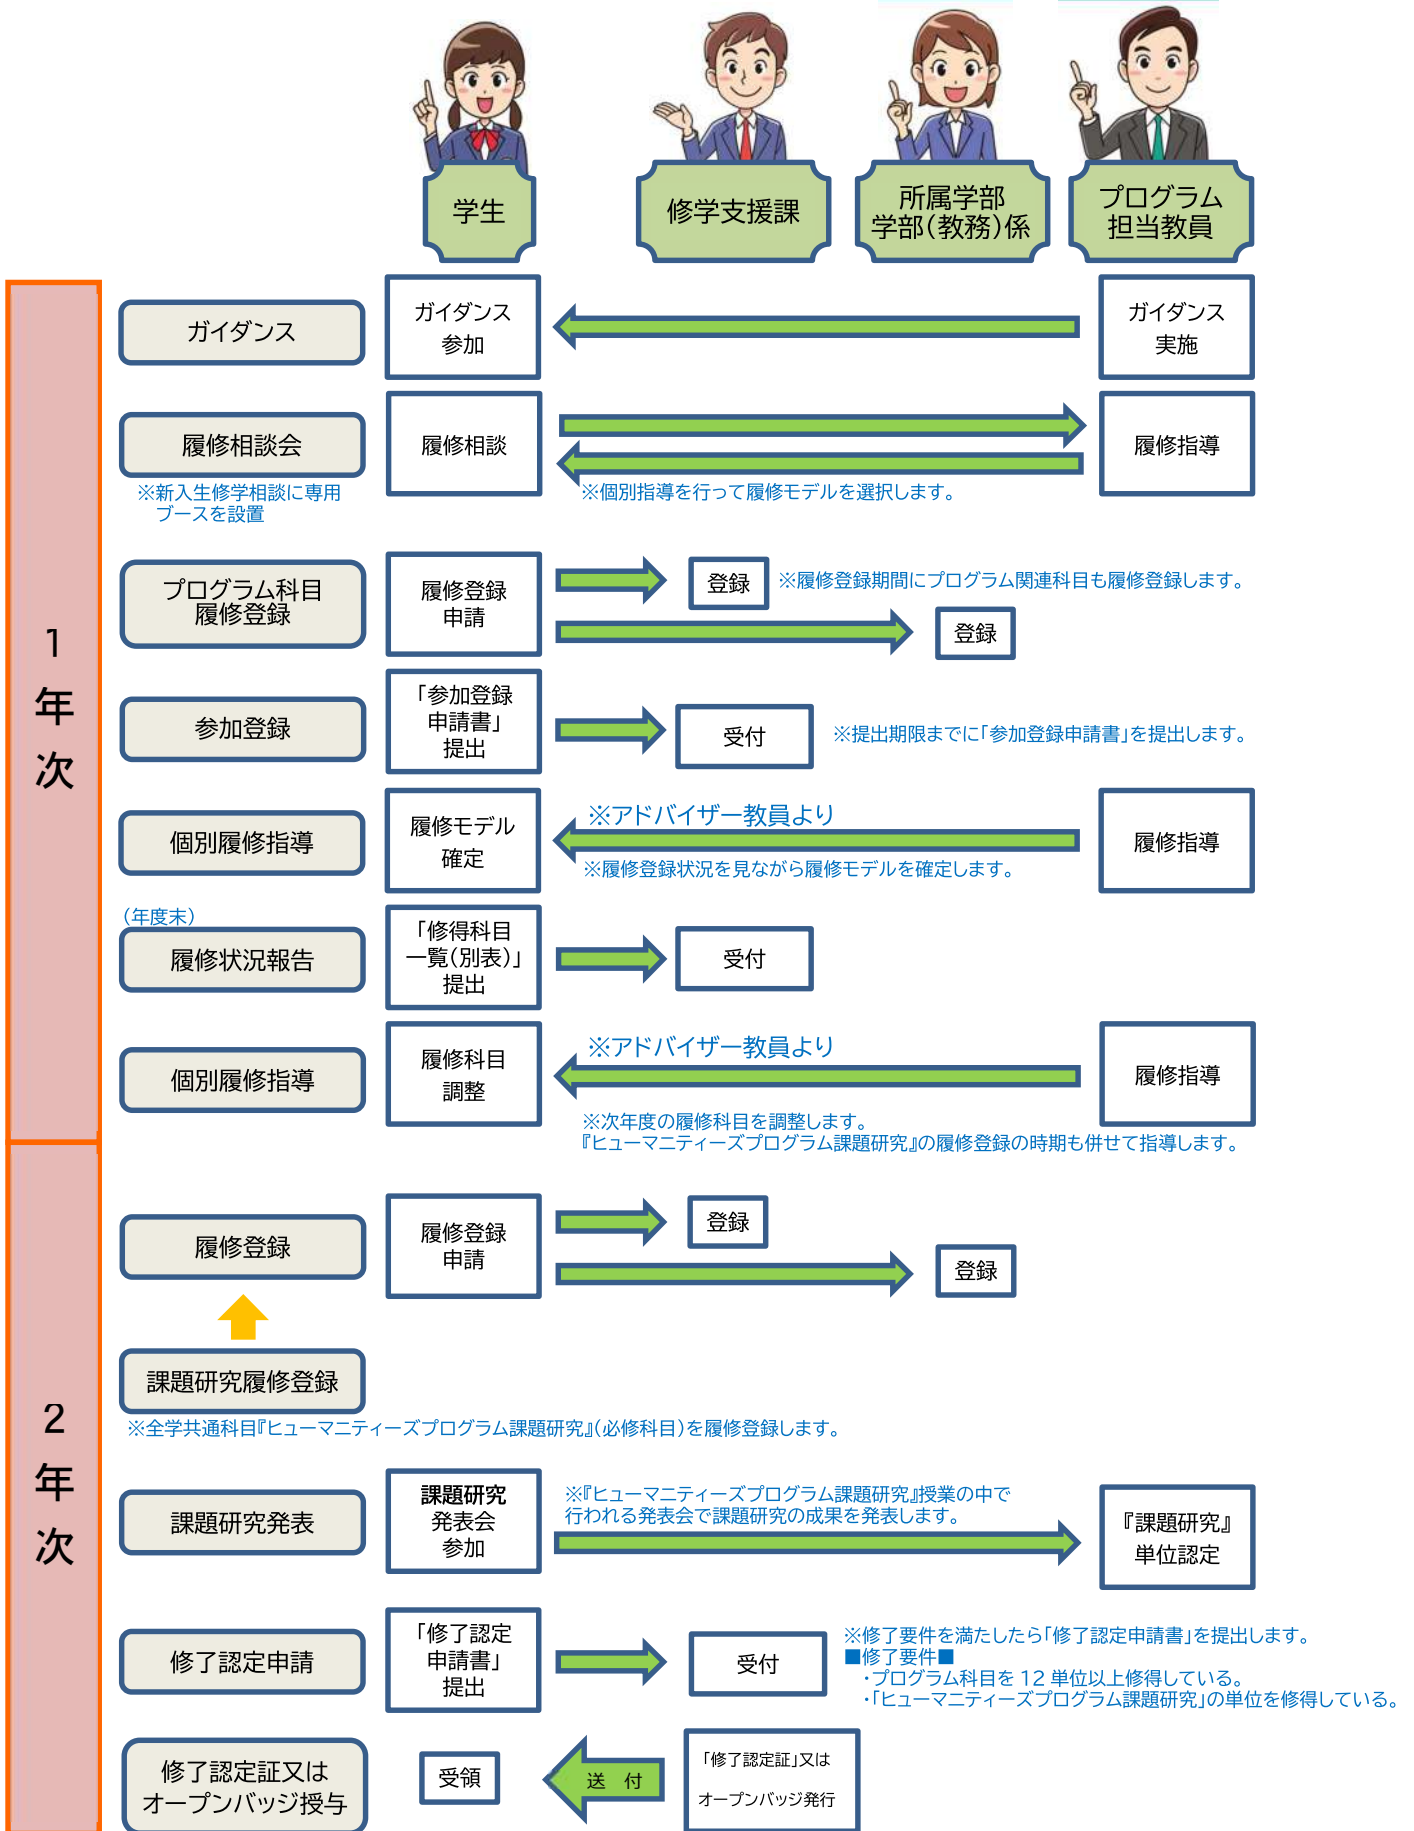 学生
修学支援課
所属学部
学部(教務)係
プログラム
担当教員
1
年
次
ガイダンス
ガイダンス
参加
ガイダンス
実施
履修相談会
※新入生修学相談に専用
ブースを設置
履修相談
※個別指導を行って履修モデルを選択します。
履修指導
プログラム科目
履修登録
履修登録
申請
登録
※履修登録期間にプログラム関連科目も履修登録します。
登録
参加登録
「参加登録
申請書」
提出
受付
※提出期限までに「参加登録申請書」を提出します。
個別履修指導
履修モデル
確定
※アドバイザー教員より
※履修登録状況を見ながら履修モデルを確定します。
履修指導
(年度末)
履修状況報告
「修得科目
一覧(別表)」
提出
受付
個別履修指導
履修科目
調整
※アドバイザー教員より
※次年度の履修科目を調整します。
『ヒューマニティーズプログラム課題研究』の履修登録の時期も併せて指導します。
履修指導
2
年
次
履修登録
履修登録
申請
登録
登録
課題研究履修登録
※全学共通科目『ヒューマニティーズプログラム課題研究』(必修科目)を履修登録します。
課題研究発表
課題研究
発表会
参加
※『ヒューマニティーズプログラム課題研究』授業の中で
行われる発表会で課題研究の成果を発表します。
『課題研究』
単位認定
修了認定申請
「修了認定
申請書」
提出
受付
※修了要件を満たしたら「修了認定申請書」を提出します。
■修了要件■
・プログラム科目を 12 単位以上修得している。
・「ヒューマニティーズプログラム課題研究」の単位を修得している。
修了認定証又は
オープンバッジ授与
受領
送 付
「修了認定証」又は
オープンバッジ発行